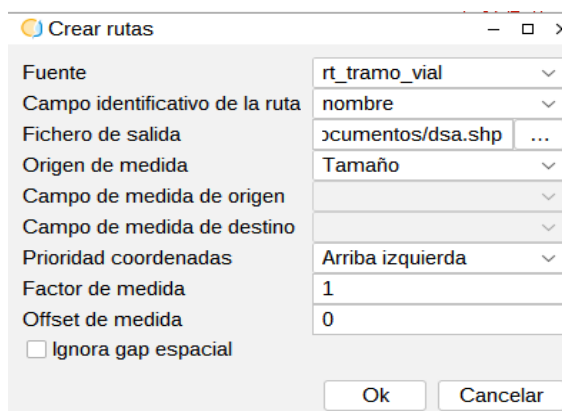 Crear rutas
Fuente rt_tramo_vial
Campo identificativo de la ruta nombre
Fichero de salida ocumentos/dsa.shp ...
Origen de medida Tamaño
Campo de medida de origen
Campo de medida de destino
Prioridad coordenadas Arriba izquierda
Factor de medida 1
Offset de medida 0
Ignora gap espacial
Ok Cancelar